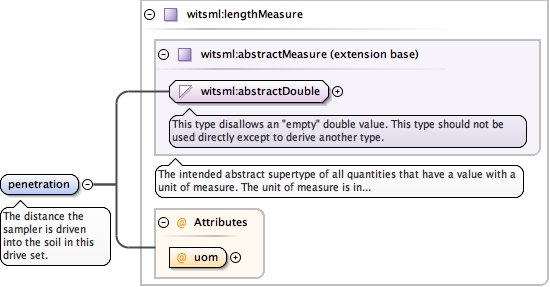 witsml:lengthMeasure
witsml:abstractMeasure (extension base)
witsml:abstractDouble
This type disallows an "empty" double value. This type should not be
used directly except to derive another type.
The intended abstract supertype of all quantities that have a value with a
unit of measure. The unit of measure is in...
penetration
The distance the
sampler is driven
into the soil in this
drive set.
@ Attributes
@ uom